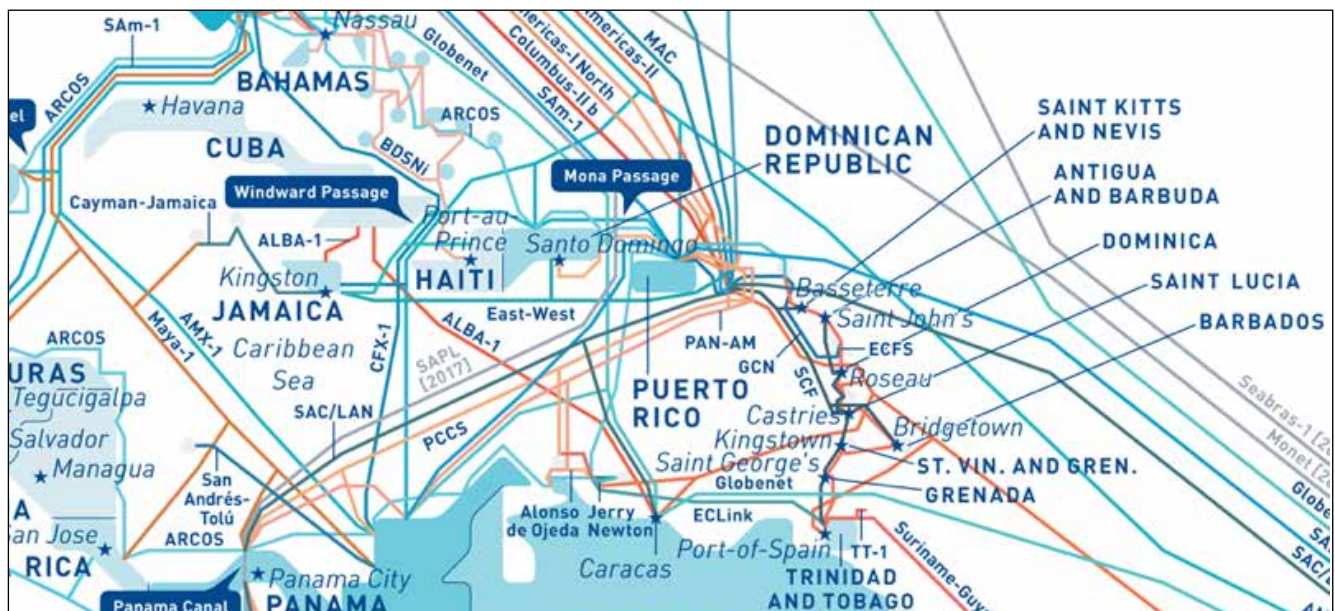 Nassau
SAm-1
ARCOS
BAHAMAS
Globenet
Americas-I North
Columbus-II b
Americas-II
MAC
SAm-1
Havana
CUBA
ARCOS
BDSNi
DOMINICAN
REPUBLIC
SAINT KITTS
AND NEVIS
ANTIGUA
AND BARBUDA
Windward Passage
Mona Passage
Cayman-Jamaica
ALBA-1
Port-au-
Prince
Santo Domingo
DOMINICA
Kingston
HAITI
SAINT LUCIA
JAMAICA
East-West
Basseterre
Saint John's
BARBADOS
ARCOS
Maya-1
AMX-1
Caribbean
Sea
CFX-1
ALBA-1
SAPL
[2017]
PAN-AM
GCN
ECFS
SCF
Roseau
URAS
Tegucigalpa
PUERTO
RICO
Castries
Bridgetown
Seabras-1
Monet
Salvador
Managua
SAC/LAN
PCCS
Kingstown
Saint George's
Globenet
ST. VIN. AND GREN.
GRENADA
San
Andrés-
Tolú
Alonso
de Ojeda
Jerry
Newton
ECLink
San Jose
RICA
ARCOS
Caracas
Port-of-Spain
TT-1
Suriname-Guy
TRINIDAD
AND TOBAGO
Panama City
PANAMA
Panama Canal